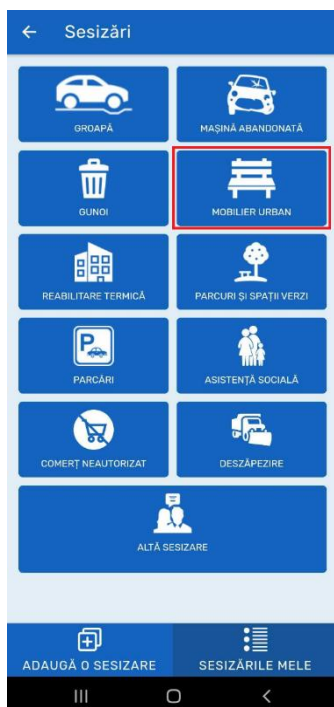 Sesizări
GROAPĂ
MAȘINĂ ABANDONATĂ
GUNOI
MOBILIER URBAN
REABILITARE TERMICĂ
PARCURI ȘI SPAȚII VERZI
P
PARCĂRI
ASISTENȚĂ SOCIALĂ
COMERȚ NEAUTORIZAT
DESZĂPEZIRE
ALTĂ SESIZARE
ADAUGĂ O SESIZARE
SESIZĂRILE MELE